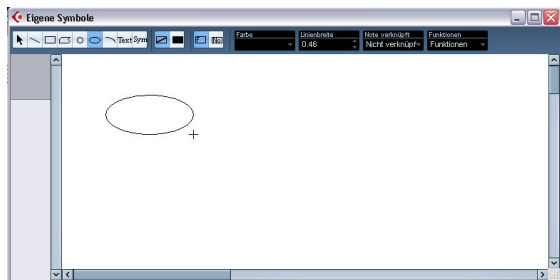 Eigene Symbole
Text Sym
Farbe
Linienbreite
Note verknüpft
Funktionen
0.46
Nicht verknüpf
Funktionen